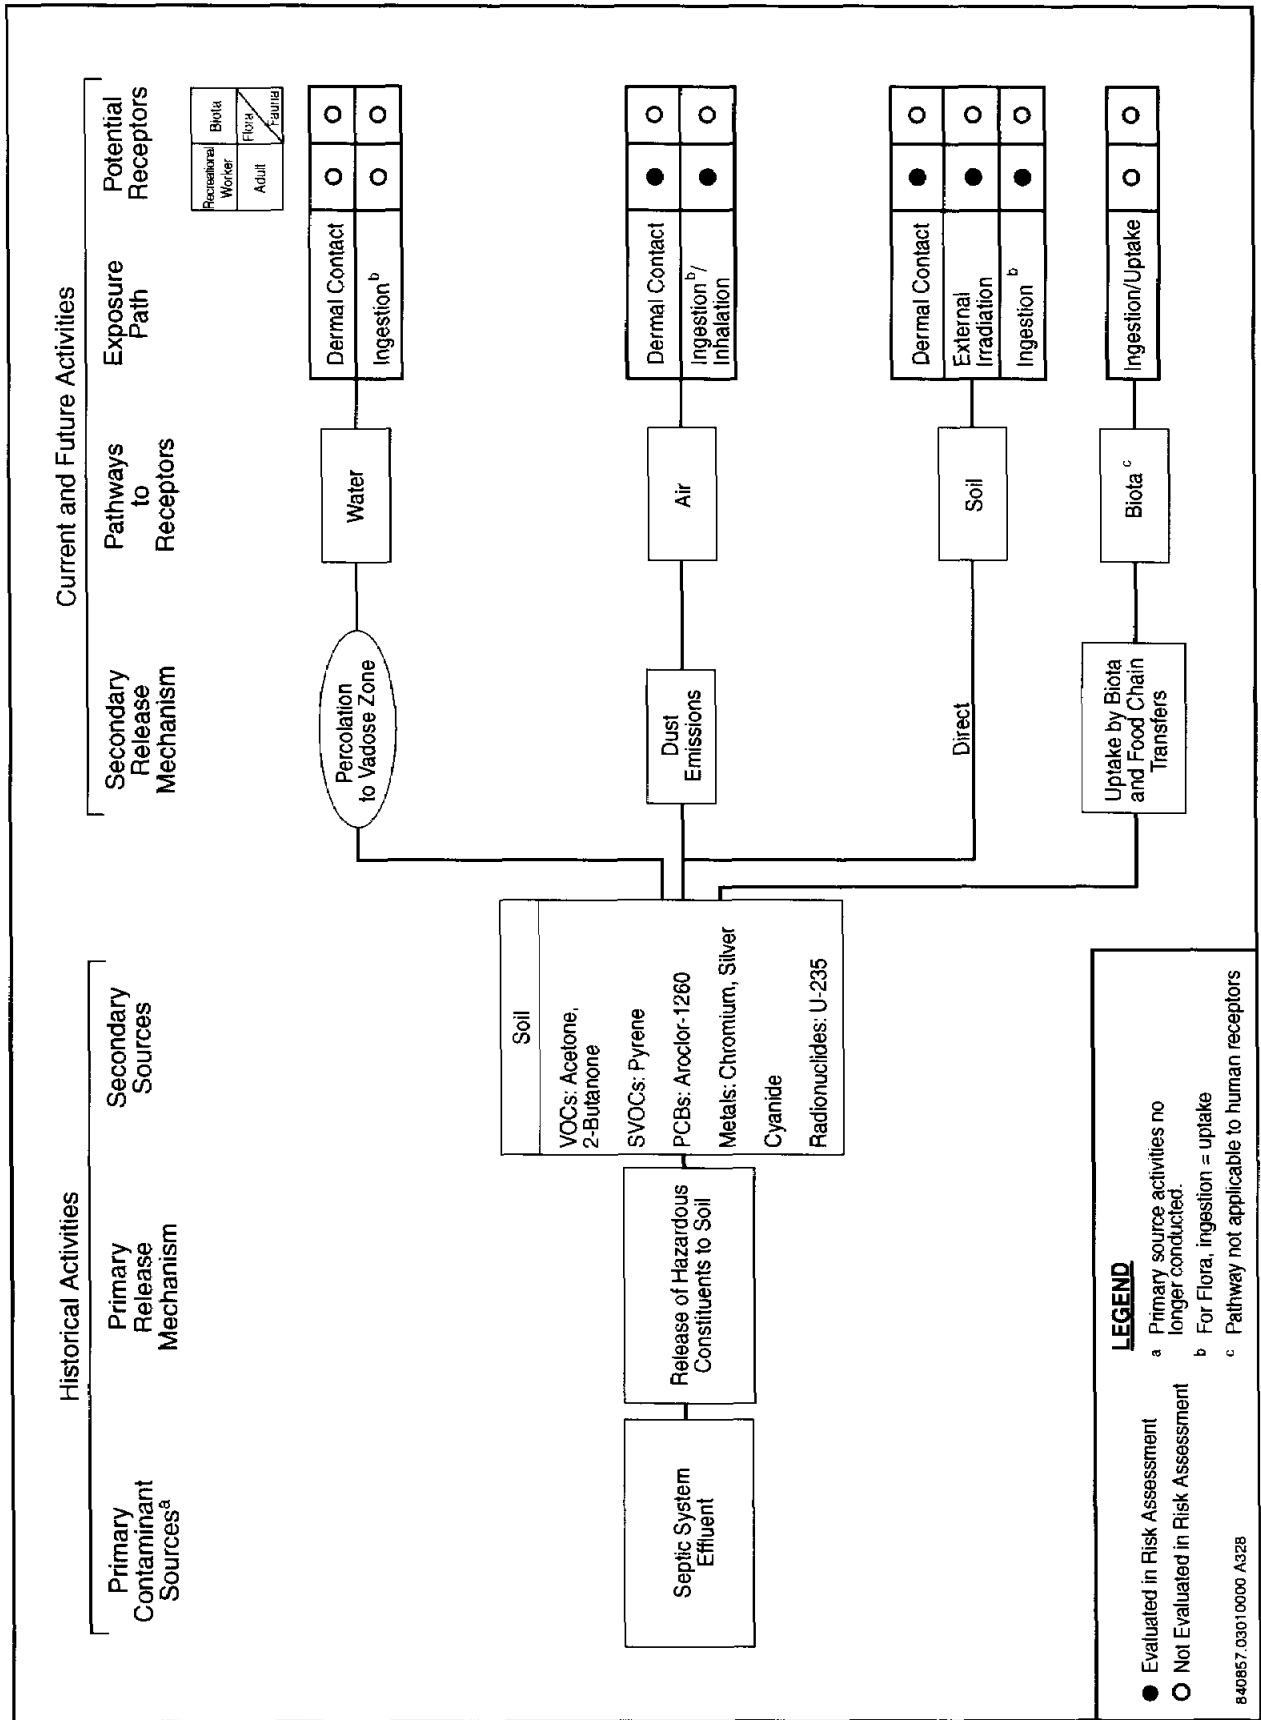 Historical Activities
Current and Future Activities
Primary
Contaminant
Sourcesª
Primary
Release
Mechanism
Secondary
Sources
Secondary
Release
Mechanism
Pathways
to
Receptors
Exposure
Path
Potential
Receptors
Recreational
Worker
Biota
Adult
Flora
Fauna
Septic System
Effluent
Release of Hazardous
Constituents to Soil
Soil
VOCs: Acetone,
2-Butanone
SVOCs: Pyrene
PCBs: Aroclor-1260
Metals: Chromium, Silver
Cyanide
Radionuclides: U-235
Percolation
to Vadose Zone
Water
Dermal Contact
Ingestion b
Dust
Emissions
Air
Dermal Contact
Ingestion b /
Inhalation
Direct
Soil
Dermal Contact
External
Irradiation
Ingestion b
Uptake by Biota
and Food Chain
Transfers
Biota c
Ingestion/Uptake
LEGEND
● Evaluated in Risk Assessment
O Not Evaluated in Risk Assessment
a Primary source activities no
longer conducted.
b For Flora, ingestion = uptake
c Pathway not applicable to human receptors
840857.03010000 A328